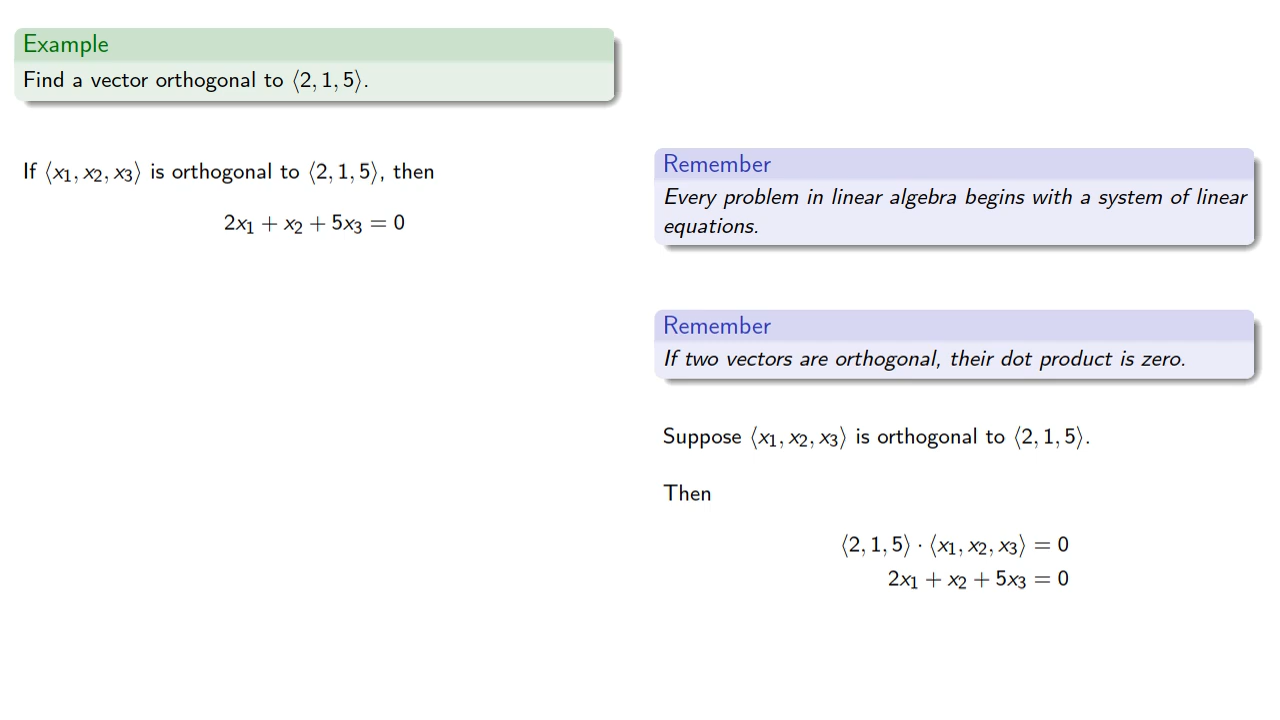 Example
Find a vector orthogonal to ⟨2, 1, 5⟩.
If ⟨x₁, x₂, x₃⟩ is orthogonal to ⟨2, 1, 5⟩, then
2x₁ + x₂ + 5x₃ = 0
Remember
Every problem in linear algebra begins with a system of linear
equations.
Remember
If two vectors are orthogonal, their dot product is zero.
Suppose ⟨x₁, x₂, x₃⟩ is orthogonal to ⟨2, 1, 5⟩.
Then
⟨2, 1, 5⟩ · ⟨x₁, x₂, x₃⟩ = 0
2x₁ + x₂ + 5x₃ = 0